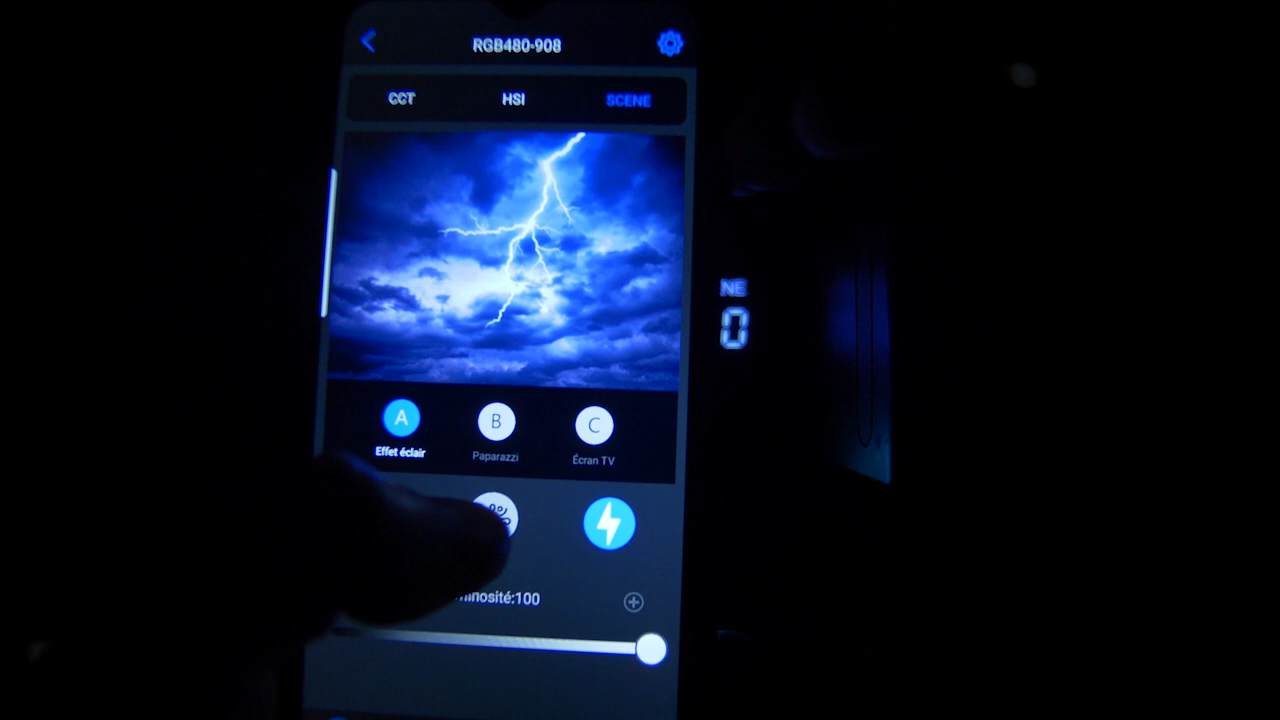 RGB480-908
CCT HSI SCENE
NE
0
A B C
Effet éclair Paparazzi Écran TV
minosité:100